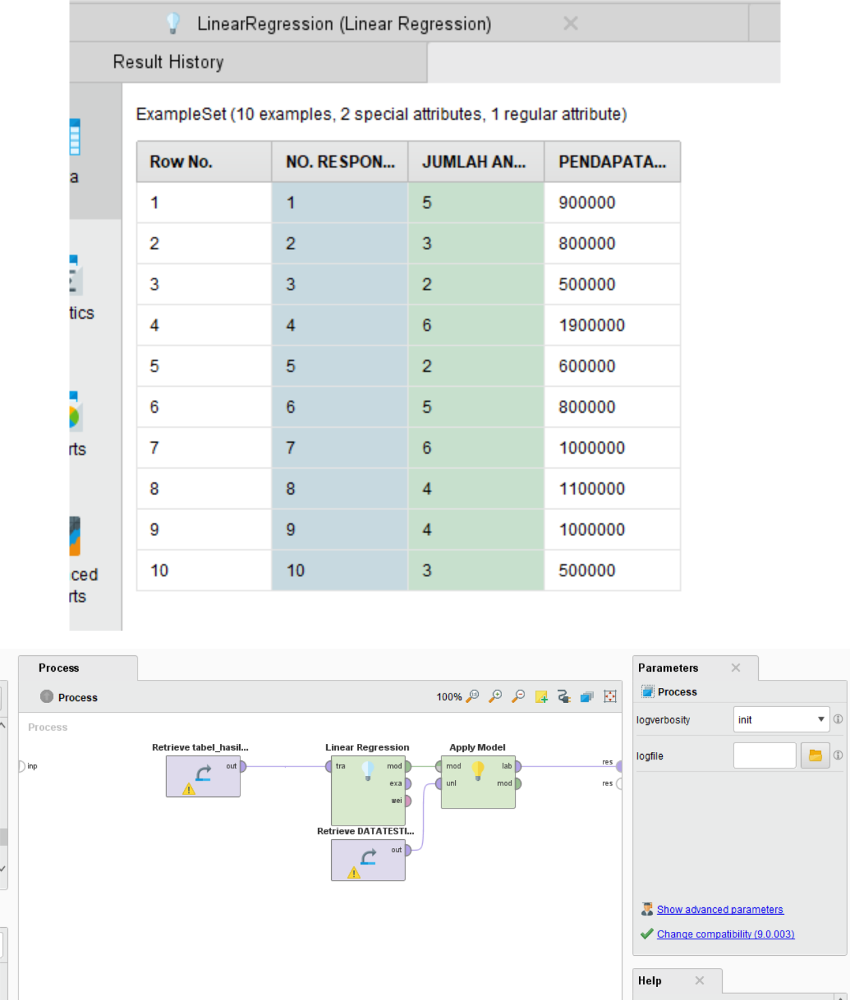 LinearRegression (Linear Regression)
Result History
ExampleSet (10 examples, 2 special attributes, 1 regular attribute)
Row No. NO. RESPON... JUMLAH AN... PENDAPATA...
1 1 5 900000
2 2 3 800000
3 3 2 500000
4 4 6 1900000
5 5 2 600000
6 6 5 800000
7 7 6 1000000
8 8 4 1100000
9 9 4 1000000
10 10 3 500000
a
tics
rts
ced
rts
Process
Process
100%
Process
inp
Retrieve tabel_hasil...
out
Linear Regression
tra mod
exa
wei
Apply Model
mod lab
unl mod
res
res
Retrieve DATATESTI...
out
Parameters
Process
logverbosity init
logfile
Show advanced parameters
Change compatibility (9.0.003)
Help